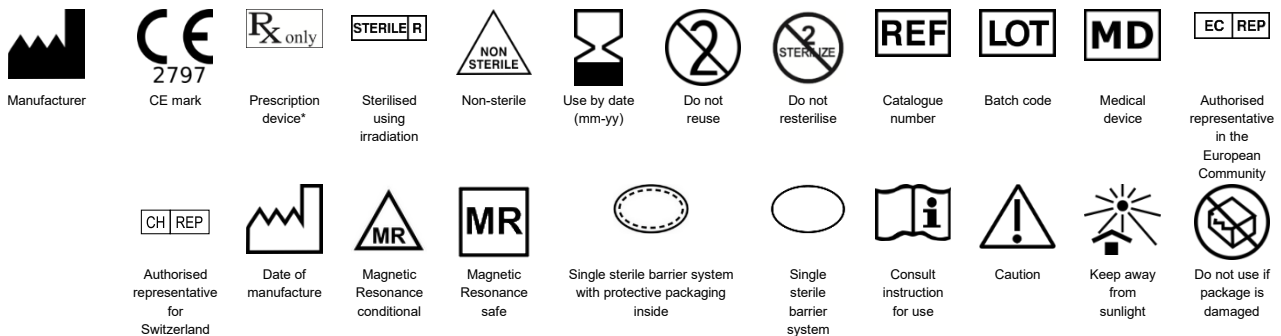 CE
2797
Rx only
STERILE R
NON
STERILE
2
2
STERILIZE
REF
LOT
MD
EC REP
Manufacturer
CE mark
Prescription
device*
Sterilised
using
irradiation
Non-sterile
Use by date
(mm-yy)
Do not
reuse
Do not
resterilise
Catalogue
number
Batch code
Medical
device
Authorised
representative
in the
European
Community
CH REP
MR
MR
i
Authorised
representative
for
Switzerland
Date of
manufacture
Magnetic
Resonance
conditional
Magnetic
Resonance
safe
Single sterile barrier system
with protective packaging
inside
Single
sterile
barrier
system
Consult
instruction
for use
Caution
Keep away
from
sunlight
Do not use if
package is
damaged